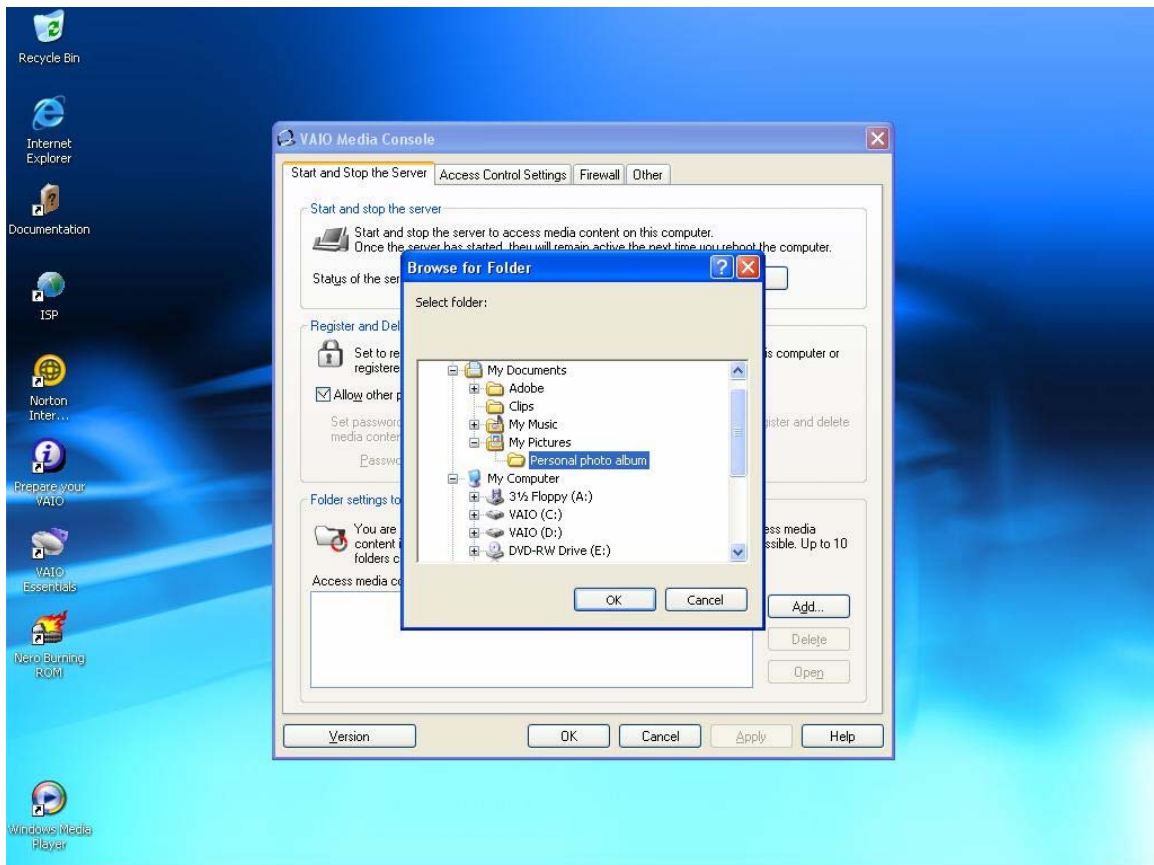 Recycle Bin
Internet
Explorer
Documentation
ISP
Norton
Inter...
Prepare your
VAIO
VAIO
Essentials
Nero Burning
ROM
Windows Media
Player
VAIO Media Console
Start and Stop the Server Access Control Settings Firewall Other
Start and stop the server
Start and stop the server to access media content on this computer.
Once the server has started, they will remain active the next time you reboot the computer.
Status of the ser
Register and Del
Set to re is computer or
registere
Allow other p
Set password gister and delete
media conten
Passwo
Folder settings to
You are ess media
content i ssible. Up to 10
folders c
Access media co
Add...
Delete
Open
Version OK Cancel Apply Help
Browse for Folder
Select folder:
My Documents
Adobe
Clips
My Music
My Pictures
Personal photo album
My Computer
3½ Floppy (A:)
VAIO (C:)
VAIO (D:)
DVD-RW Drive (E:)
OK Cancel